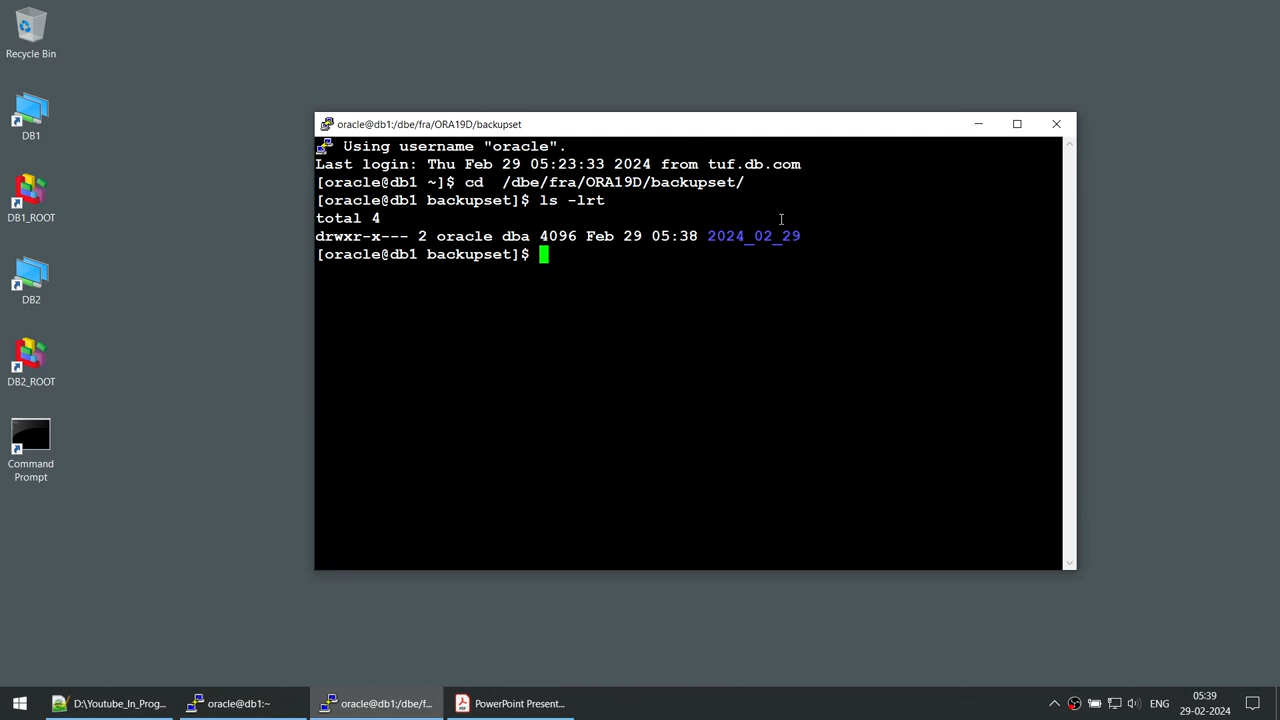 Recycle Bin
DB1
DB1_ROOT
DB2
DB2_ROOT
Command
Prompt
oracle@db1:/dbe/fra/ORA19D/backupset
Using username "oracle".
Last login: Thu Feb 29 05:23:33 2024 from tuf.db.com
[oracle@db1 ~]$ cd  /dbe/fra/ORA19D/backupset/
[oracle@db1 backupset]$ ls -lrt
total 4
drwxr-x--- 2 oracle dba 4096 Feb 29 05:38 2024_02_29
[oracle@db1 backupset]$
D:\Youtube_In_Prog...
oracle@db1:~
oracle@db1:/dbe/f...
PowerPoint Present...
ENG
05:39
29-02-2024